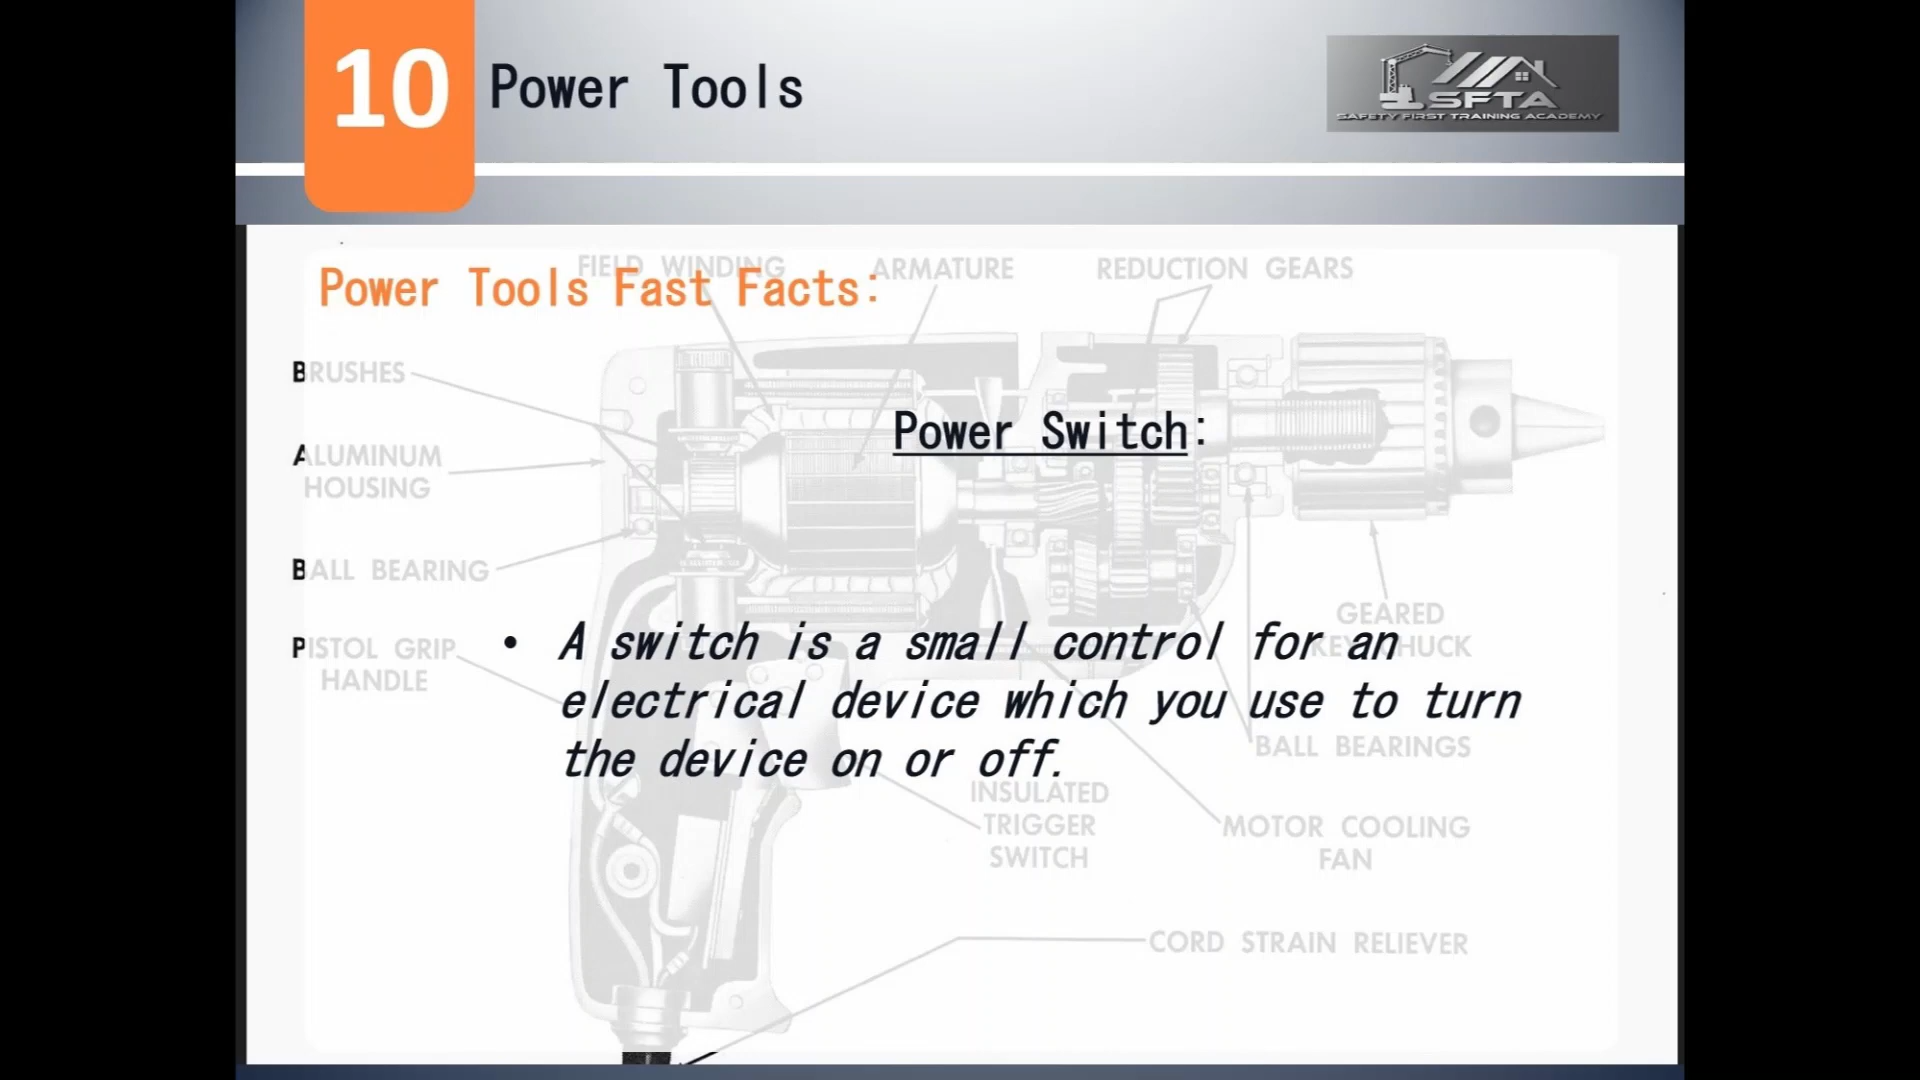 10
Power Tools
SFTA
SAFETY FIRST TRAINING ACADEMY
FIELD WINDING
ARMATURE
REDUCTION GEARS
Power Tools Fast Facts:
BRUSHES
Power Switch:
ALUMINUM
HOUSING
BALL BEARING
GEARED
KEY CHUCK
PISTOL GRIP
HANDLE
• A switch is a small control for an
electrical device which you use to turn
the device on or off.
BALL BEARINGS
INSULATED
TRIGGER
SWITCH
MOTOR COOLING
FAN
CORD STRAIN RELIEVER